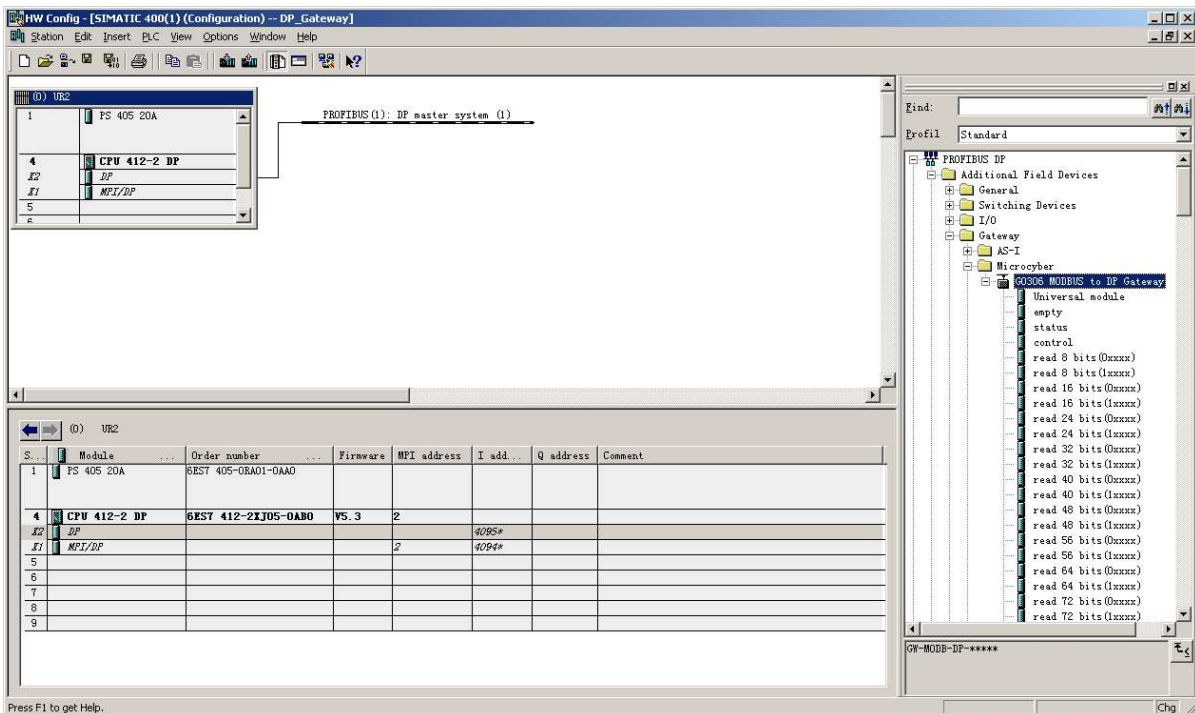 HW Config - [SIMATIC 400(1) (Configuration) -- DP_Gateway]
Station Edit Insert PLC View Options Window Help
(0) UR2
1 PS 405 20A
4 CPU 412-2 DP
X2 DP
X1 MPI/DP
5
6
PROFIBUS(1): DP master system (1)
Find:
Profil Standard
PROFIBUS DP
Additional Field Devices
General
Switching Devices
I/O
Gateway
AS-I
Microcyber
G0306 MODBUS to DP Gateway
Universal module
empty
status
control
read 8 bits(0xxxx)
read 8 bits(1xxxx)
read 16 bits(0xxxx)
read 16 bits(1xxxx)
read 24 bits(0xxxx)
read 24 bits(1xxxx)
read 32 bits(0xxxx)
read 32 bits(1xxxx)
read 40 bits(0xxxx)
read 40 bits(1xxxx)
read 48 bits(0xxxx)
read 48 bits(1xxxx)
read 56 bits(0xxxx)
read 56 bits(1xxxx)
read 64 bits(0xxxx)
read 64 bits(1xxxx)
read 72 bits(0xxxx)
read 72 bits(1xxxx)
GW-MODB-DP-*****
(0) UR2
S... Module ... Order number ... Firmware MPI address I add... Q address Comment
1 PS 405 20A 6ES7 405-0RA01-0AA0
4 CPU 412-2 DP 6ES7 412-2XJ05-0AB0 V5.3 2
X2 DP 4095*
X1 MPI/DP 2 4094*
5
6
7
8
9
Press F1 to get Help.
Chg